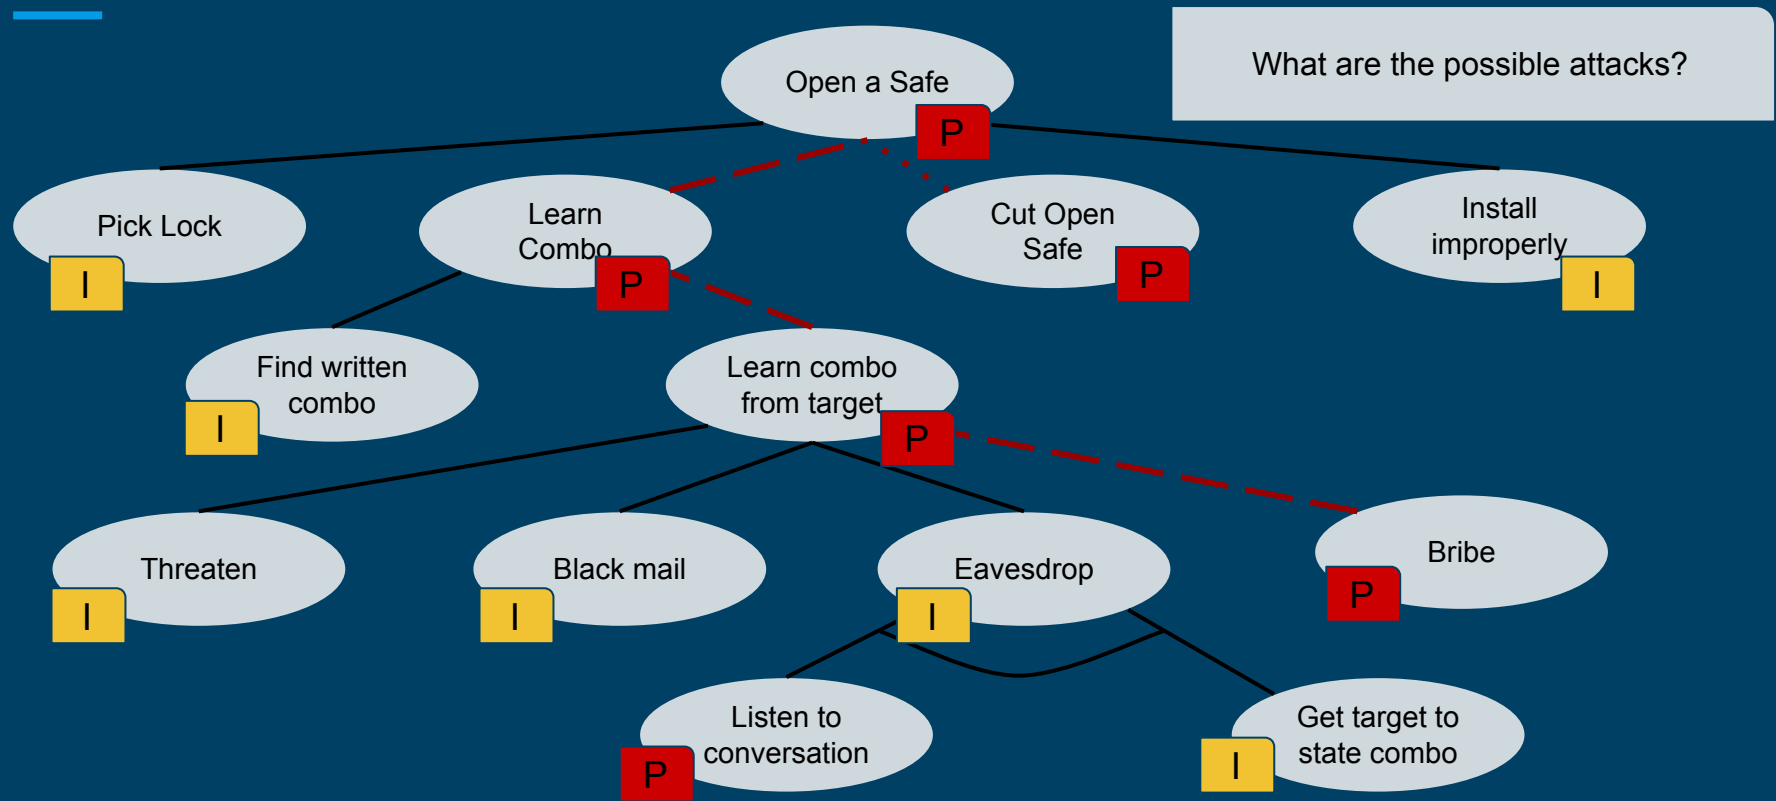 What are the possible attacks?
Open a Safe
P
Pick Lock
I
Learn
Combo
P
Cut Open
Safe
P
Install
improperly
I
Find written
combo
I
Learn combo
from target
P
Threaten
I
Black mail
I
Eavesdrop
I
Bribe
P
Listen to
conversation
P
Get target to
state combo
I